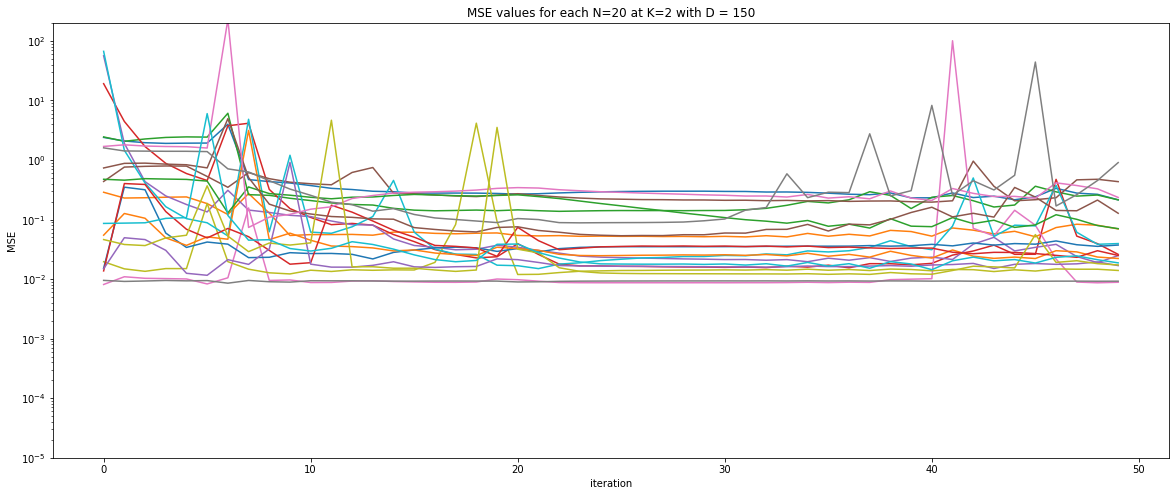 MSE values for each N=20 at K=2 with D = 150
10²
10¹
10⁰
10⁻¹
10⁻²
10⁻³
10⁻⁴
10⁻⁵
MSE
0 10 20 30 40 50
iteration